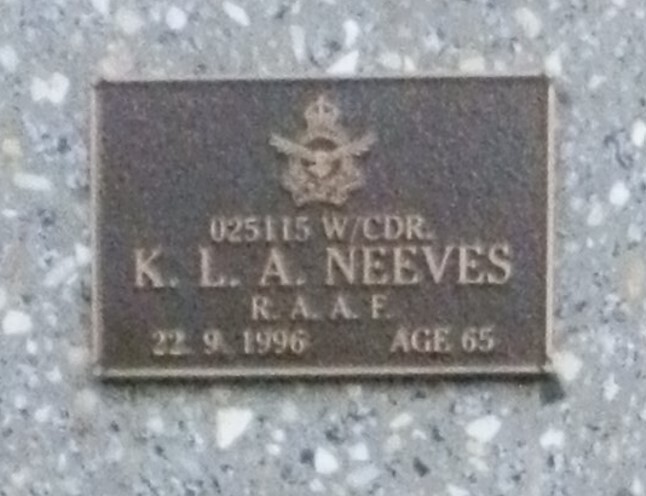 025115 W/CDR.
K. L. A. NEEVES
R. A. A. F.
22. 9. 1996 AGE 65